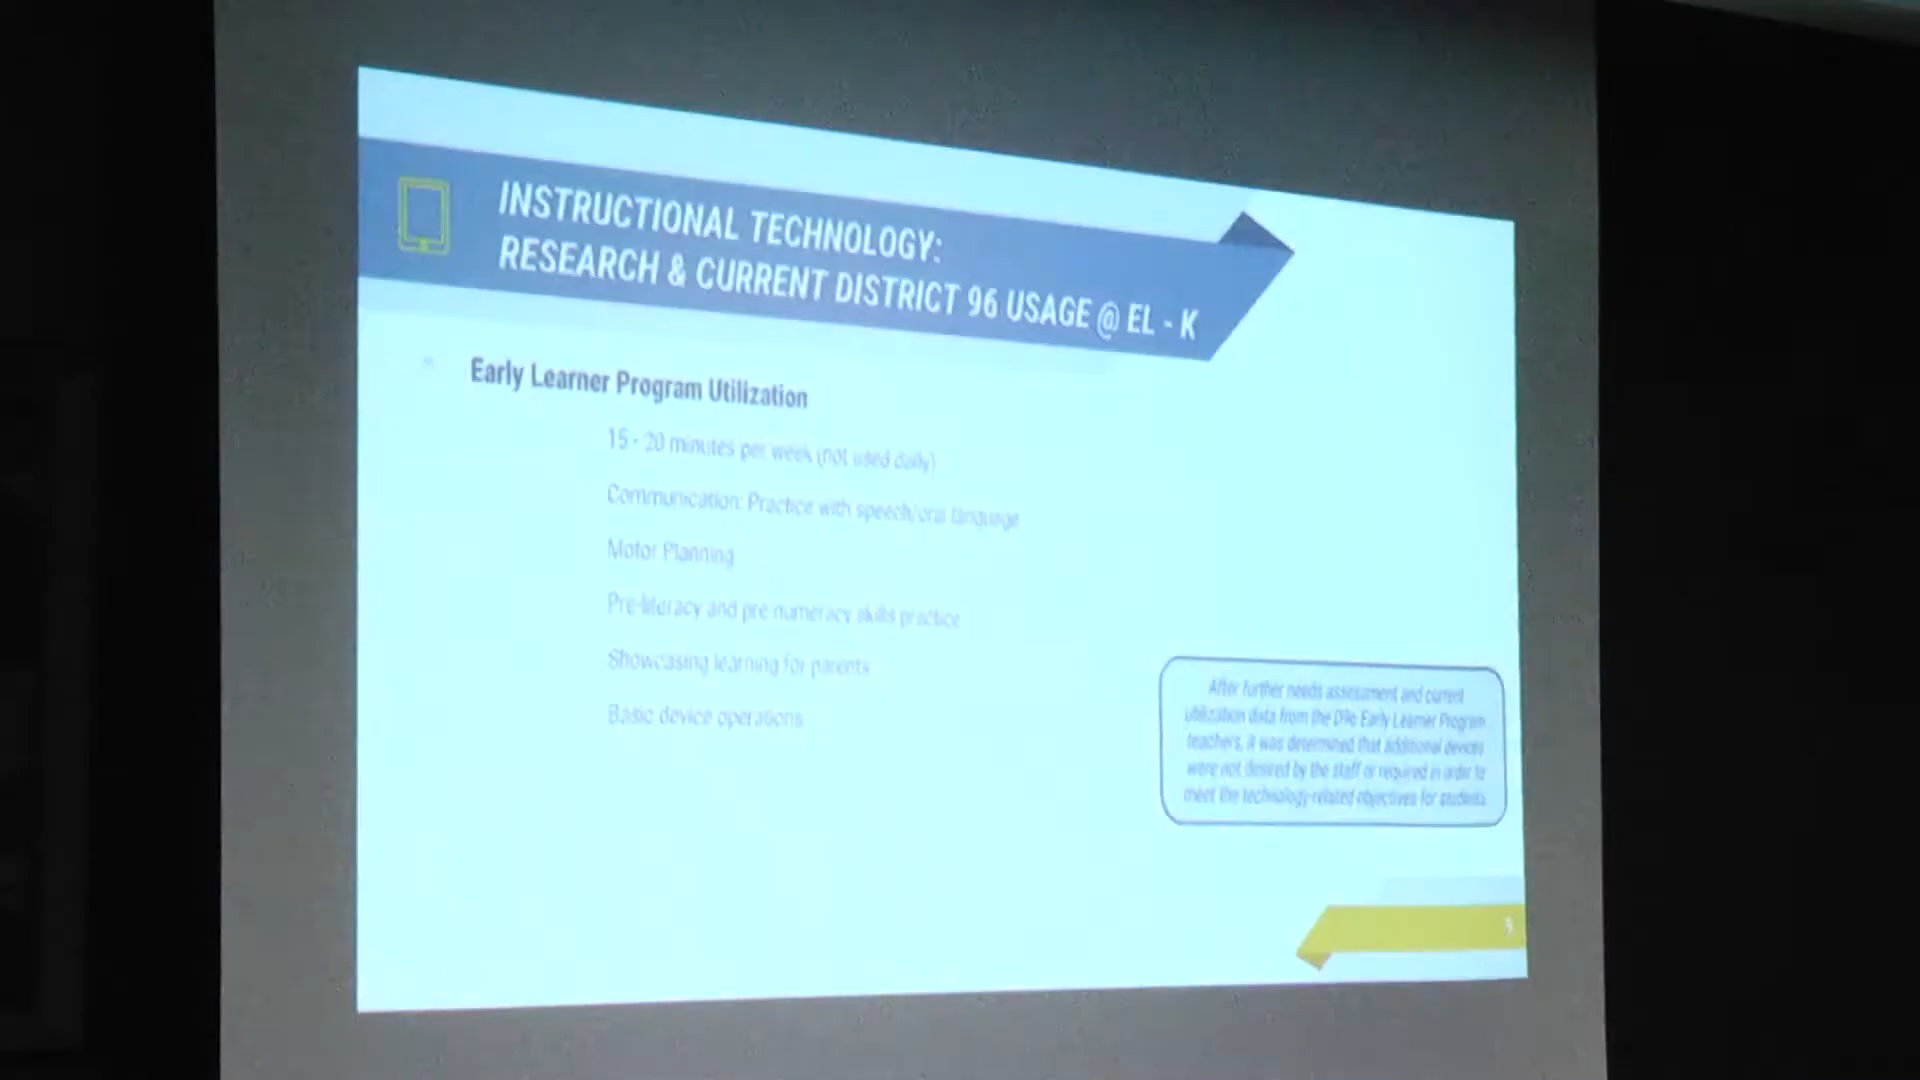 INSTRUCTIONAL TECHNOLOGY:
RESEARCH & CURRENT DISTRICT 96 USAGE @ EL - K
Early Learner Program Utilization
15 - 20 minutes per week (not used daily)
Communication: Practice with speech/oral language
Motor Planning
Pre-literacy and pre numeracy skills practice
Showcasing learning for parents
Basic device operations
After further needs assessment and current
utilization data from the D96 Early Learner Program
teachers, it was determined that additional devices
were not desired by the staff or required in order to
meet the technology-related objectives for students